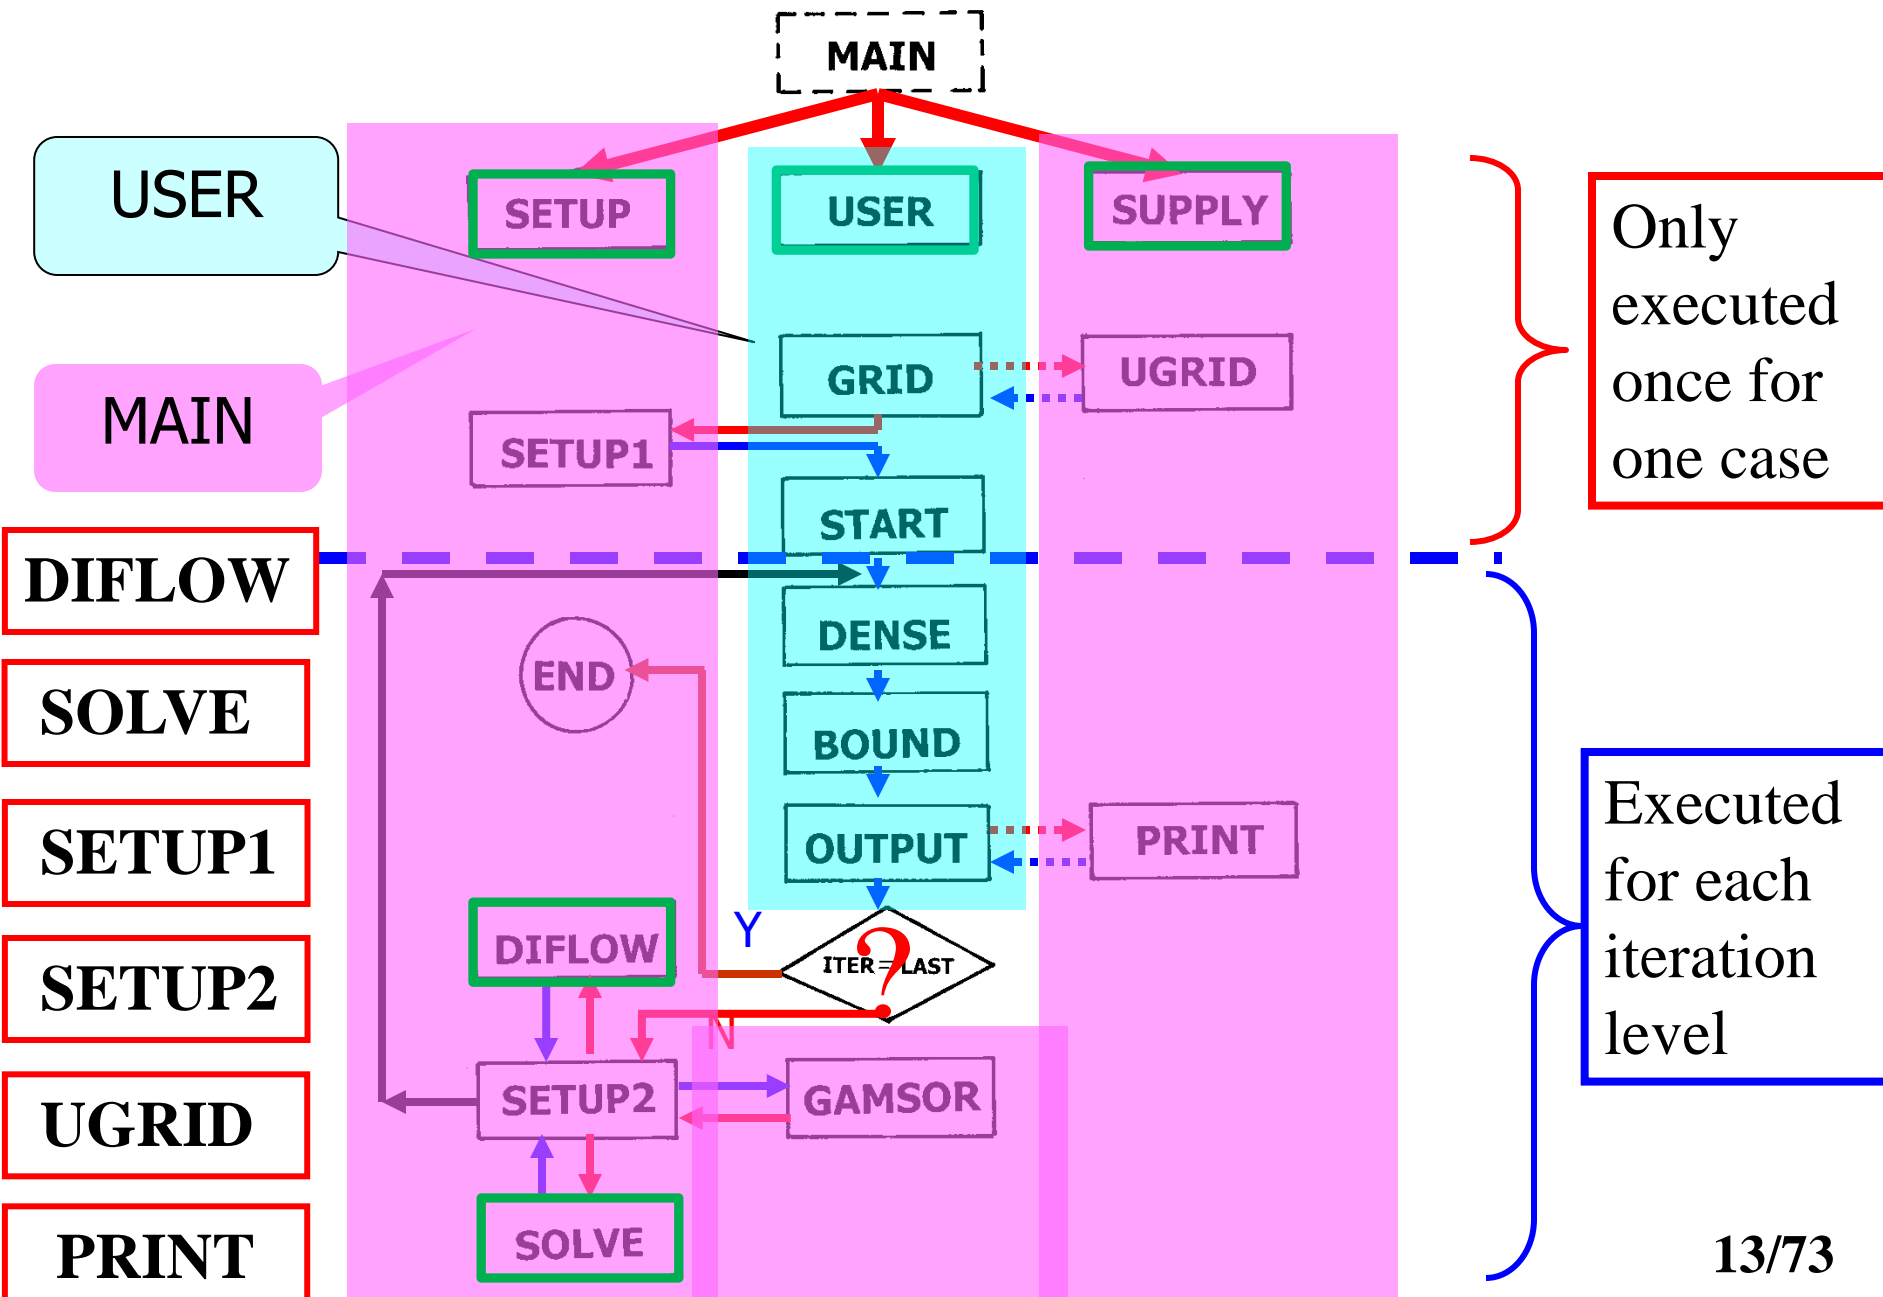 MAIN
USER
SETUP
USER
SUPPLY
Only
executed
once for
one case
GRID
UGRID
MAIN
SETUP1
START
DIFLOW
DENSE
END
SOLVE
BOUND
Executed
for each
iteration
level
OUTPUT
PRINT
SETUP1
Y
DIFLOW
ITER=LAST
?
SETUP2
N
SETUP2
GAMSOR
UGRID
SOLVE
PRINT
13/73